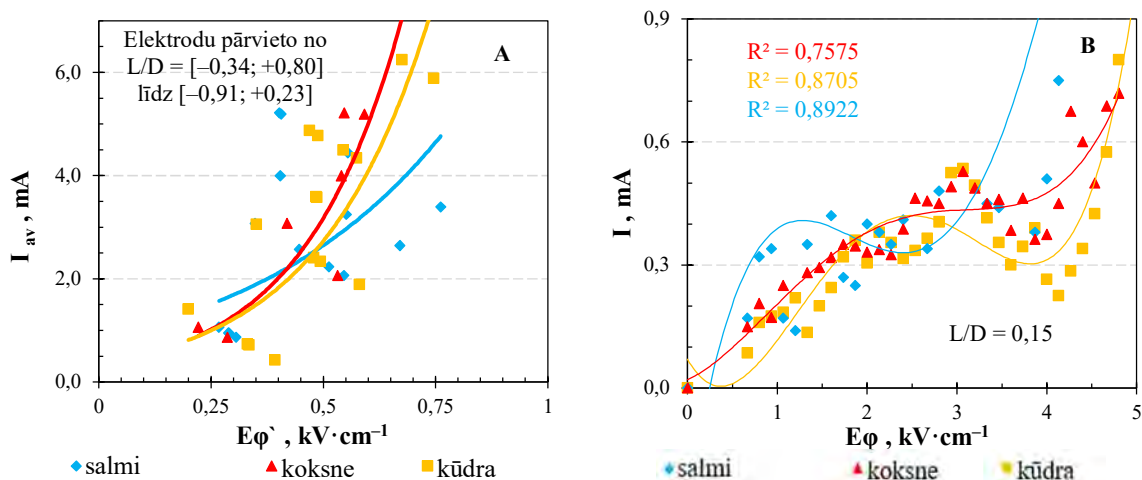 Elektrodu pārvieto no
L/D = [–0,34; +0,80]
līdz [–0,91; +0,23]
A
6,0
4,0
2,0
0,0
I av , mA
0
0,25
0,5
0,75
1
Eφ` , kV·cm⁻¹
salmi
koksne
kūdra
B
R² = 0,7575
R² = 0,8705
R² = 0,8922
0,9
0,6
0,3
0,0
I , mA
L/D = 0,15
0
1
2
3
4
5
Eφ , kV·cm⁻¹
salmi
koksne
kūdra